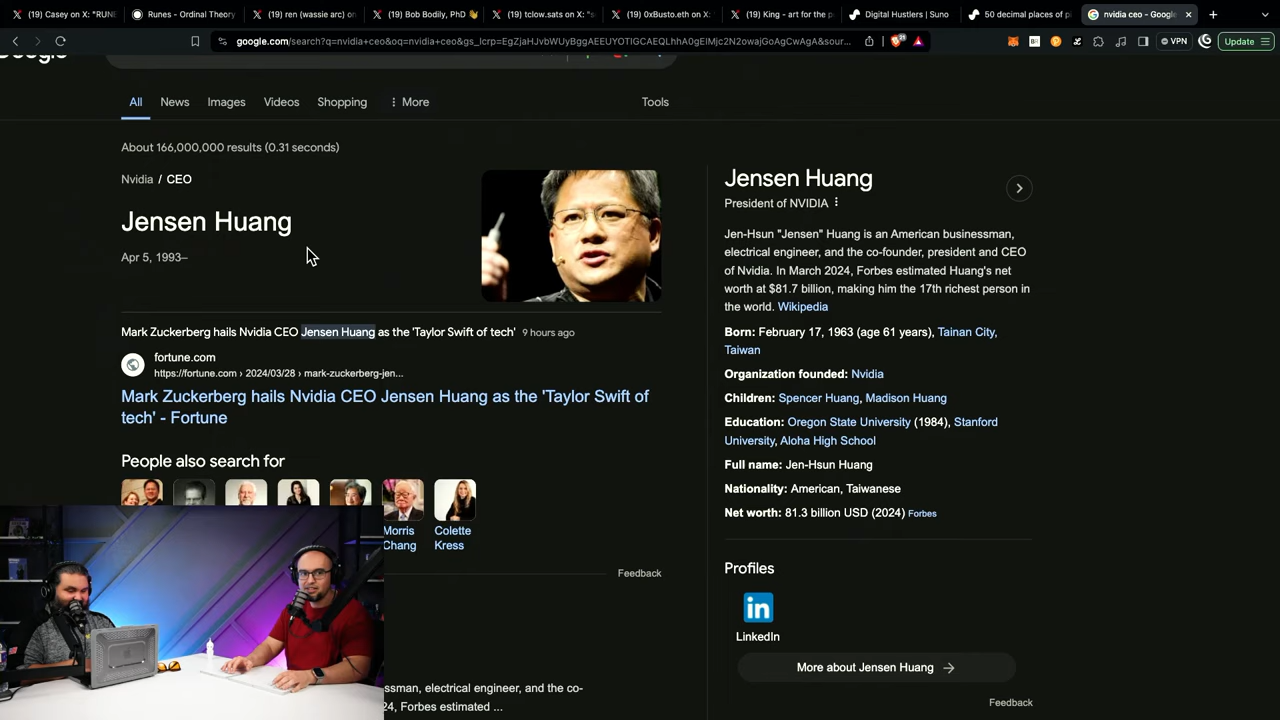 (19) Casey on X: "RUNE
Runes - Ordinal Theory
(19) ren (wassie arc) on
(19) Bob Bodily, PhD 👋
(19) tclow.sats on X: "s
(19) 0xBusto.eth on X:
(19) King - art for the p
Digital Hustlers | Suno
50 decimal places of pi
nvidia ceo - Google
google.com/search?q=nvidia+ceo&oq=nvidia+ceo&gs_lcrp=EgZjaHJvbWUyBggAEEUYOTIGCAEQLhhA0gEIMjc2N2owajGoAgCwAgA&sour...
21
VPN
Update
Google
All
News
Images
Videos
Shopping
More
Tools
About 166,000,000 results (0.31 seconds)
Nvidia / CEO
Jensen Huang
Apr 5, 1993–
Mark Zuckerberg hails Nvidia CEO Jensen Huang as the 'Taylor Swift of tech'  9 hours ago
fortune.com
https://fortune.com › 2024/03/28 › mark-zuckerberg-jen...
Mark Zuckerberg hails Nvidia CEO Jensen Huang as the 'Taylor Swift of
tech' - Fortune
People also search for
Morris
Chang
Colette
Kress
Feedback
ssman, electrical engineer, and the co-
24, Forbes estimated ...
Jensen Huang
President of NVIDIA
Jen-Hsun "Jensen" Huang is an American businessman,
electrical engineer, and the co-founder, president and CEO
of Nvidia. In March 2024, Forbes estimated Huang's net
worth at $81.7 billion, making him the 17th richest person in
the world. Wikipedia
Born: February 17, 1963 (age 61 years), Tainan City,
Taiwan
Organization founded: Nvidia
Children: Spencer Huang, Madison Huang
Education: Oregon State University (1984), Stanford
University, Aloha High School
Full name: Jen-Hsun Huang
Nationality: American, Taiwanese
Net worth: 81.3 billion USD (2024) Forbes
Profiles
in
LinkedIn
More about Jensen Huang
Feedback